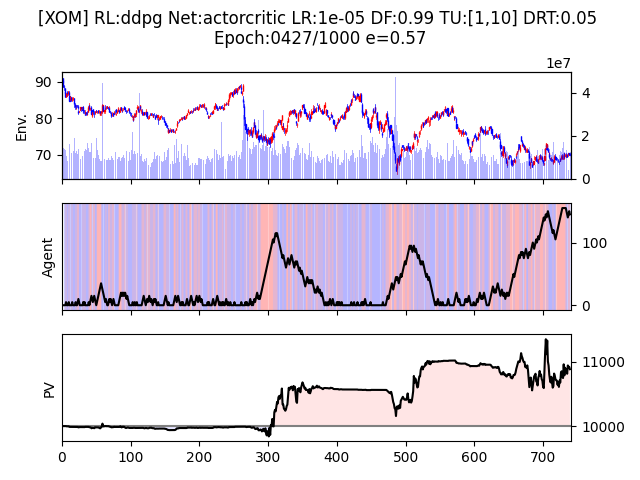 [XOM] RL:ddpg Net:actorcritic LR:1e-05 DF:0.99 TU:[1,10] DRT:0.05
Epoch:0427/1000 e=0.57
1e7
90
80
70
Env.
4
2
0
Agent
100
0
PV
11000
10000
0 100 200 300 400 500 600 700